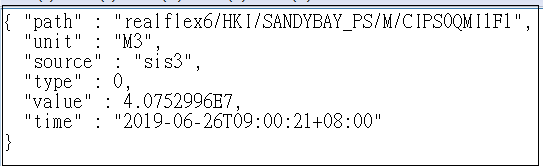 { "path" : "realflex6/HKI/SANDYBAY_PS/M/CIPS0QMI1F1",
"unit" : "M3",
"source" : "sis3",
"type" : 0,
"value" : 4.0752996E7,
"time" : "2019-06-26T09:00:21+08:00"
}